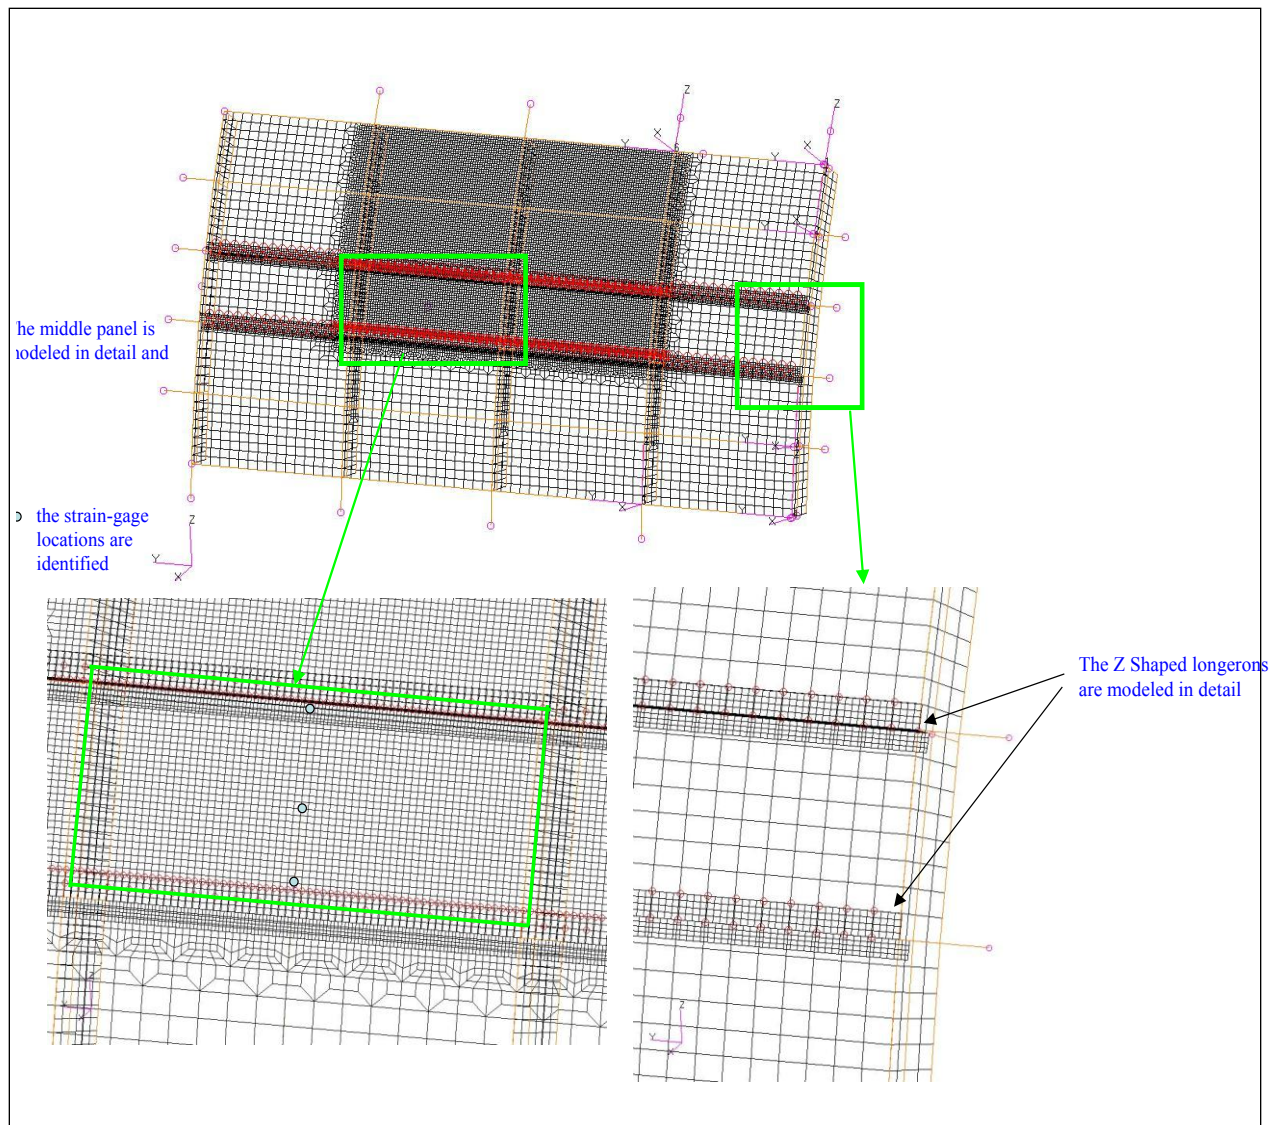 he middle panel is
odeled in detail and
the strain-gage
locations are
identified
The Z Shaped longerons
are modeled in detail
Z
X
Y
6
Z
X
Y
X
Y
Y
X
Y
X
Y
X
Z
Y
X
Z
Y
X